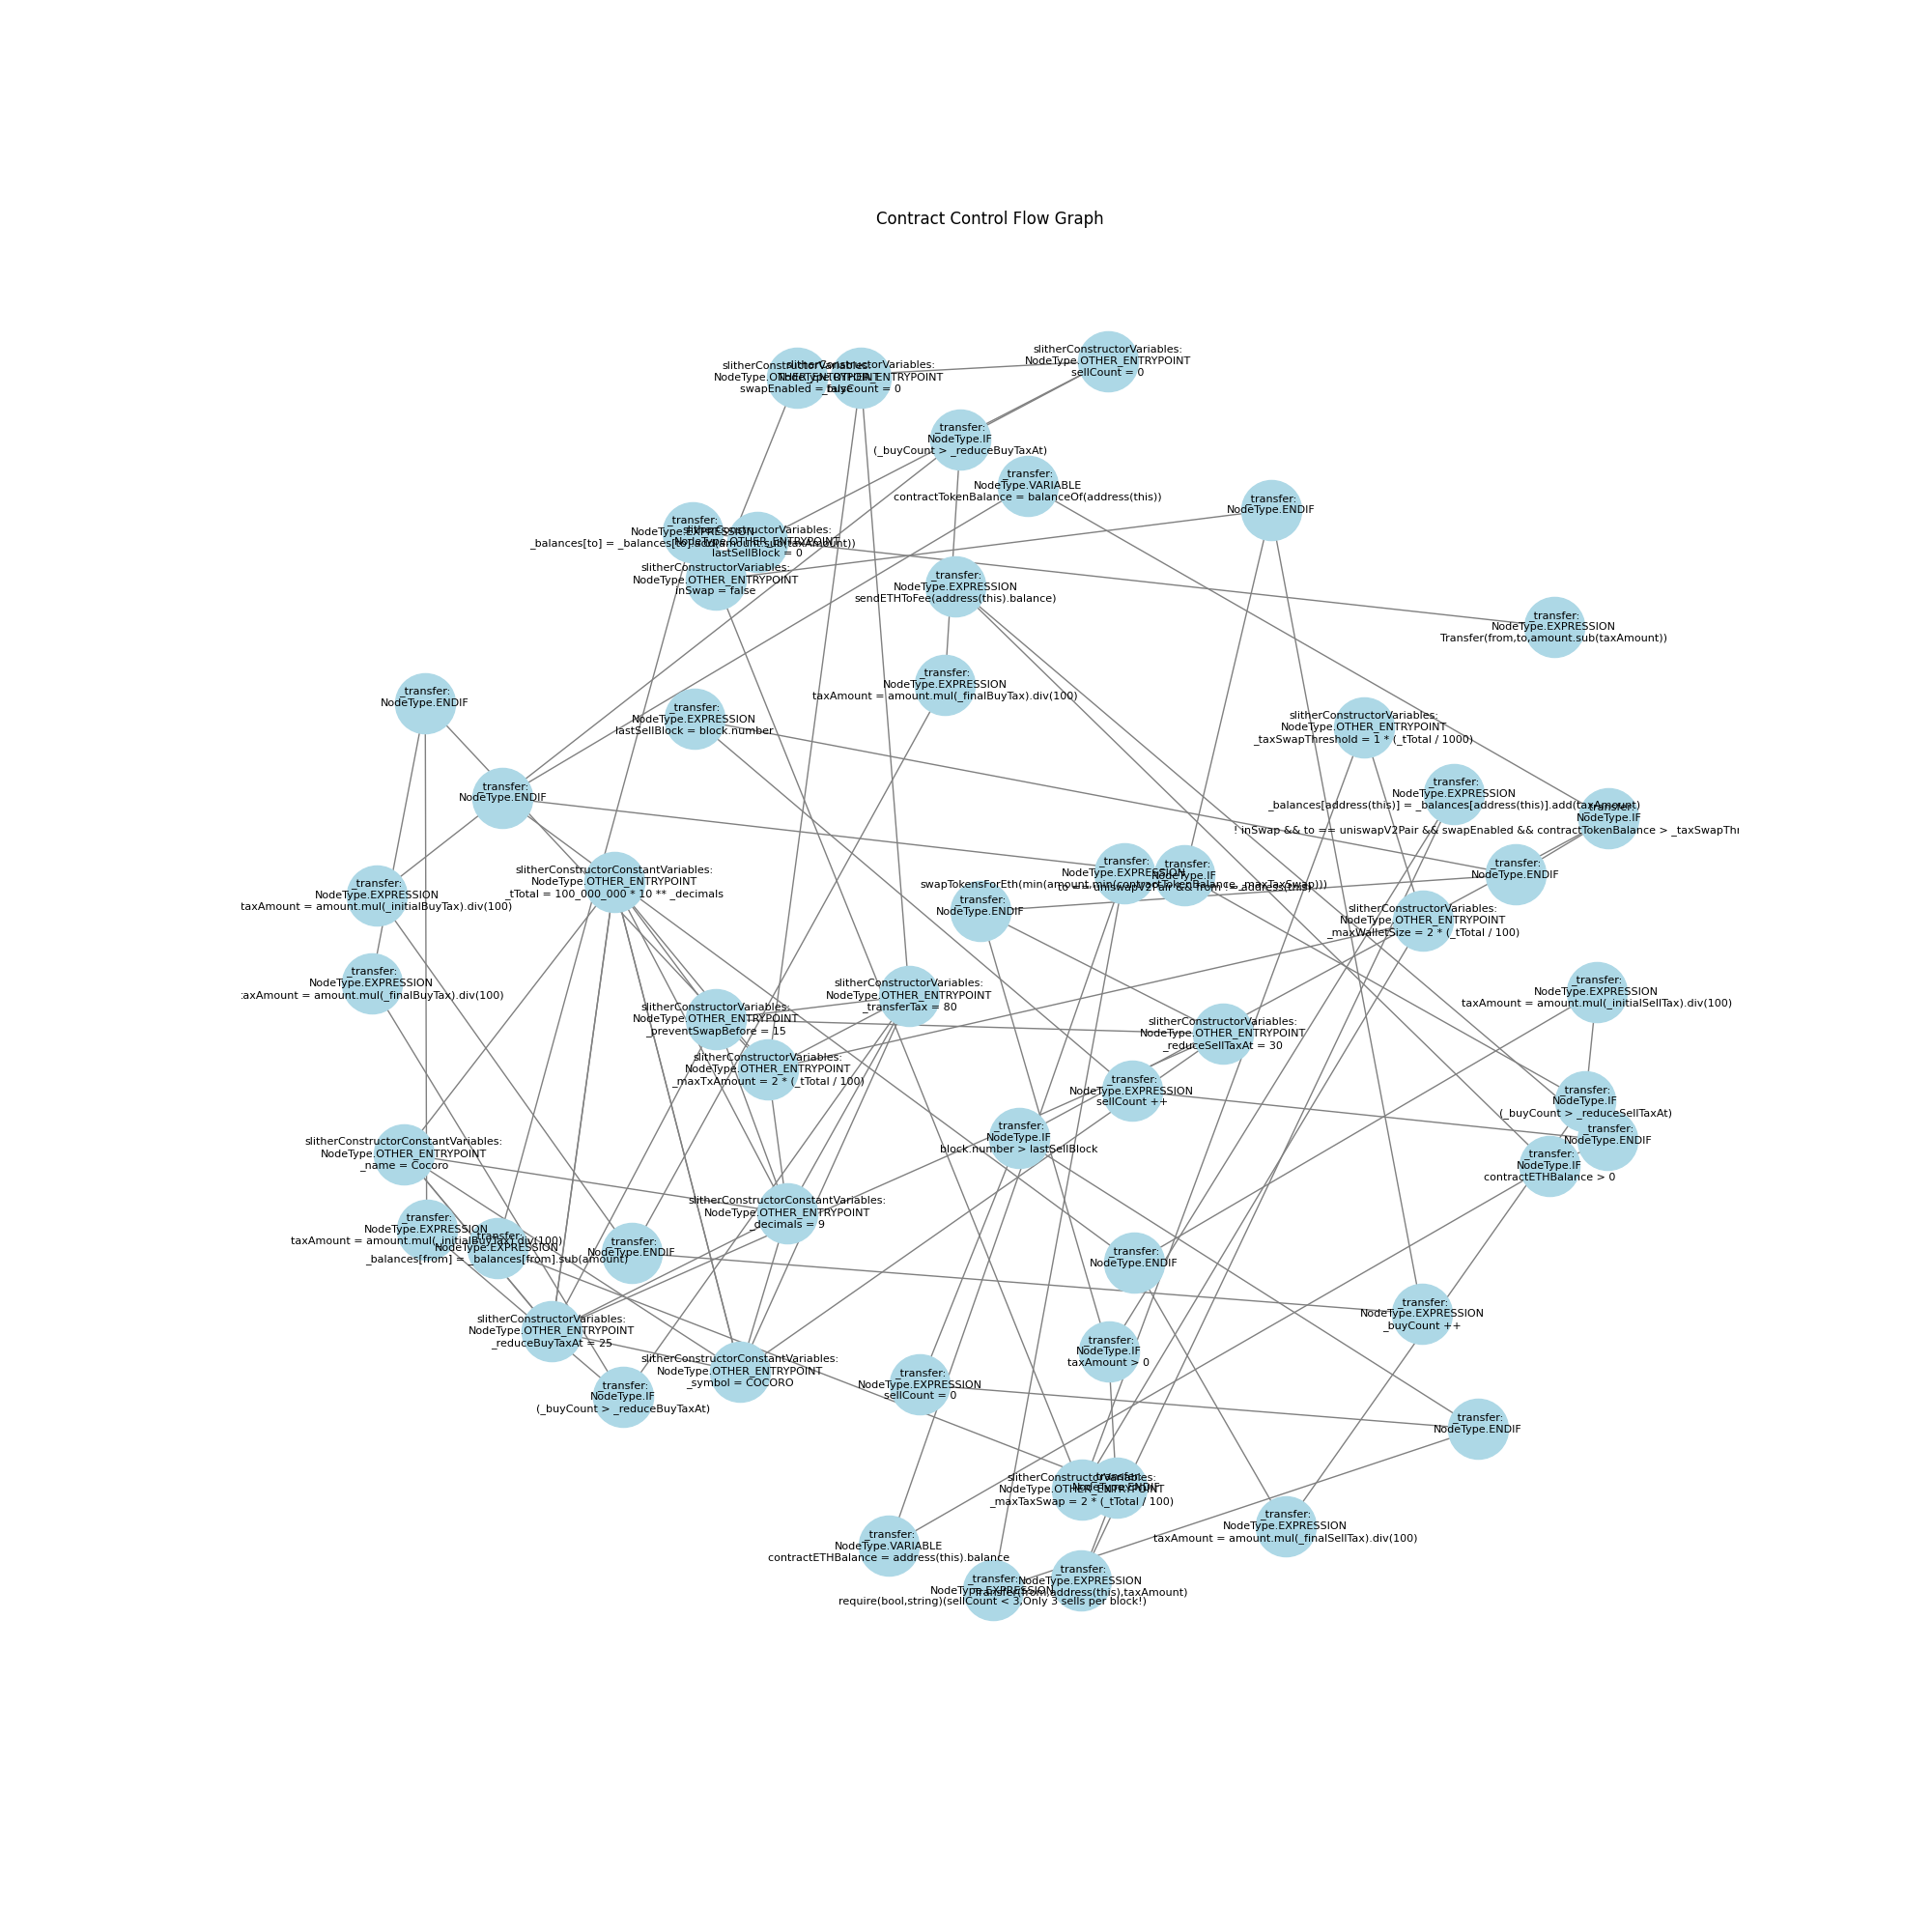 Contract Control Flow Graph
slitherConstructorVariables:
NodeType.OTHER_ENTRYPOINT
sellCount = 0
slitherConstructorVariables:
NodeType.OTHER_ENTRYPOINT
swapEnabled = false
slitherConstructorVariables:
NodeType.OTHER_ENTRYPOINT
_buyCount = 0
_transfer:
NodeType.IF
(_buyCount > _reduceBuyTaxAt)
_transfer:
NodeType.VARIABLE
contractTokenBalance = balanceOf(address(this))
_transfer:
NodeType.ENDIF
_transfer:
NodeType.EXPRESSION
_balances[to] = _balances[to].add(amount.sub(taxAmount))
slitherConstructorVariables:
NodeType.OTHER_ENTRYPOINT
lastSellBlock = 0
slitherConstructorVariables:
NodeType.OTHER_ENTRYPOINT
inSwap = false
_transfer:
NodeType.EXPRESSION
sendETHToFee(address(this).balance)
_transfer:
NodeType.EXPRESSION
Transfer(from,to,amount.sub(taxAmount))
_transfer:
NodeType.EXPRESSION
taxAmount = amount.mul(_finalBuyTax).div(100)
_transfer:
NodeType.ENDIF
_transfer:
NodeType.EXPRESSION
lastSellBlock = block.number
slitherConstructorVariables:
NodeType.OTHER_ENTRYPOINT
_taxSwapThreshold = 1 * (_tTotal / 1000)
_transfer:
NodeType.ENDIF
_transfer:
NodeType.EXPRESSION
_balances[address(this)] = _balances[address(this)].add(taxAmount)
_transfer:
NodeType.IF
! inSwap && to == uniswapV2Pair && swapEnabled && contractTokenBalance > _taxSwapThr
_transfer:
NodeType.EXPRESSION
swapTokensForEth(min(amount,min(contractTokenBalance,_maxTaxSwap)))
_transfer:
NodeType.IF
to == uniswapV2Pair && from != address(this)
_transfer:
NodeType.ENDIF
slitherConstructorConstantVariables:
NodeType.OTHER_ENTRYPOINT
_tTotal = 100_000_000 * 10 ** _decimals
_transfer:
NodeType.EXPRESSION
taxAmount = amount.mul(_initialBuyTax).div(100)
_transfer:
NodeType.ENDIF
slitherConstructorVariables:
NodeType.OTHER_ENTRYPOINT
_maxWalletSize = 2 * (_tTotal / 100)
_transfer:
NodeType.EXPRESSION
:axAmount = amount.mul(_finalBuyTax).div(100)
slitherConstructorVariables:
NodeType.OTHER_ENTRYPOINT
_transferTax = 80
_transfer:
NodeType.EXPRESSION
taxAmount = amount.mul(_initialSellTax).div(100)
slitherConstructorVariables:
NodeType.OTHER_ENTRYPOINT
_preventSwapBefore = 15
slitherConstructorVariables:
NodeType.OTHER_ENTRYPOINT
_reduceSellTaxAt = 30
slitherConstructorVariables:
NodeType.OTHER_ENTRYPOINT
_maxTxAmount = 2 * (_tTotal / 100)
_transfer:
NodeType.EXPRESSION
sellCount ++
_transfer:
NodeType.IF
(_buyCount > _reduceSellTaxAt)
_transfer:
NodeType.ENDIF
_transfer:
NodeType.IF
block.number > lastSellBlock
slitherConstructorConstantVariables:
NodeType.OTHER_ENTRYPOINT
_name = Cocoro
_transfer:
NodeType.IF
contractETHBalance > 0
slitherConstructorConstantVariables:
NodeType.OTHER_ENTRYPOINT
_decimals = 9
_transfer:
NodeType.EXPRESSION
taxAmount = amount.mul(_initialBuyTax).div(100)
_transfer:
NodeType.EXPRESSION
_balances[from] = _balances[from].sub(amount)
_transfer:
NodeType.ENDIF
_transfer:
NodeType.ENDIF
_transfer:
NodeType.EXPRESSION
_buyCount ++
slitherConstructorVariables:
NodeType.OTHER_ENTRYPOINT
_reduceBuyTaxAt = 25
_transfer:
NodeType.IF
taxAmount > 0
slitherConstructorConstantVariables:
NodeType.OTHER_ENTRYPOINT
_symbol = COCORO
_transfer:
NodeType.IF
(_buyCount > _reduceBuyTaxAt)
_transfer:
NodeType.EXPRESSION
sellCount = 0
_transfer:
NodeType.ENDIF
slitherConstructorVariables:
NodeType.OTHER_ENTRYPOINT
_maxTaxSwap = 2 * (_tTotal / 100)
_transfer:
NodeType.ENDIF
_transfer:
NodeType.EXPRESSION
taxAmount = amount.mul(_finalSellTax).div(100)
_transfer:
NodeType.VARIABLE
contractETHBalance = address(this).balance
_transfer:
NodeType.EXPRESSION
require(bool,string)(sellCount < 3,Only 3 sells per block!)
_transfer:
NodeType.EXPRESSION
Transfer(from,address(this),taxAmount)